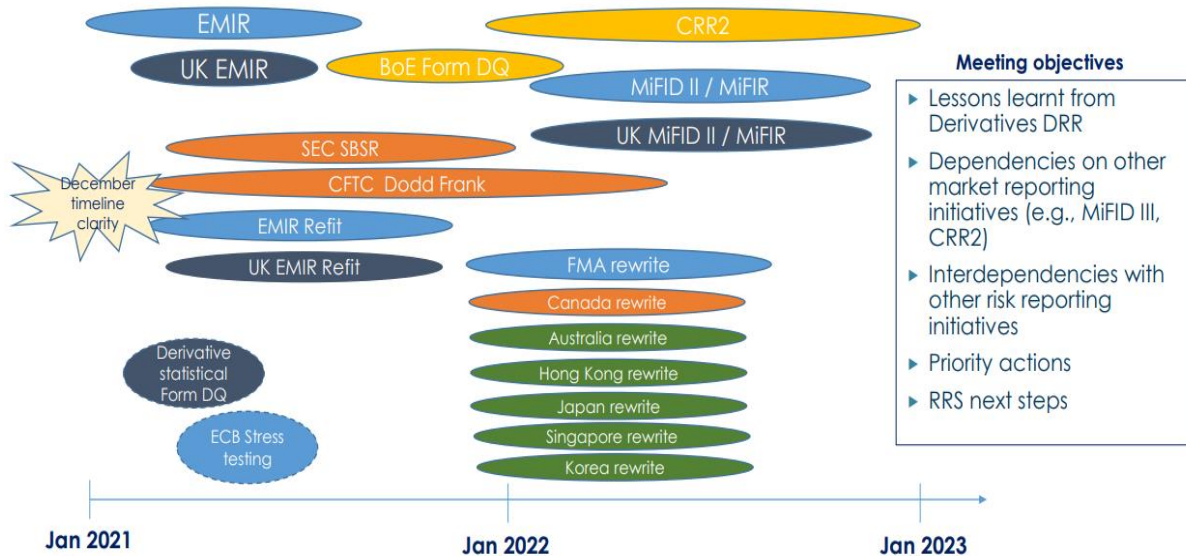 EMIR
CRR2
UK EMIR
BoE Form DQ
MiFID II / MiFIR
UK MiFID II / MiFIR
SEC SBSR
CFTC Dodd Frank
December
timeline
clarity
EMIR Refit
UK EMIR Refit
FMA rewrite
Canada rewrite
Australia rewrite
Hong Kong rewrite
Japan rewrite
Singapore rewrite
Korea rewrite
Derivative
statistical
Form DQ
ECB Stress
testing
Jan 2021
Jan 2022
Jan 2023
Meeting objectives
Lessons learnt from
Derivatives DRR
Dependencies on other
market reporting
initiatives (e.g., MiFID III,
CRR2)
Interdependencies with
other risk reporting
initiatives
Priority actions
RRS next steps